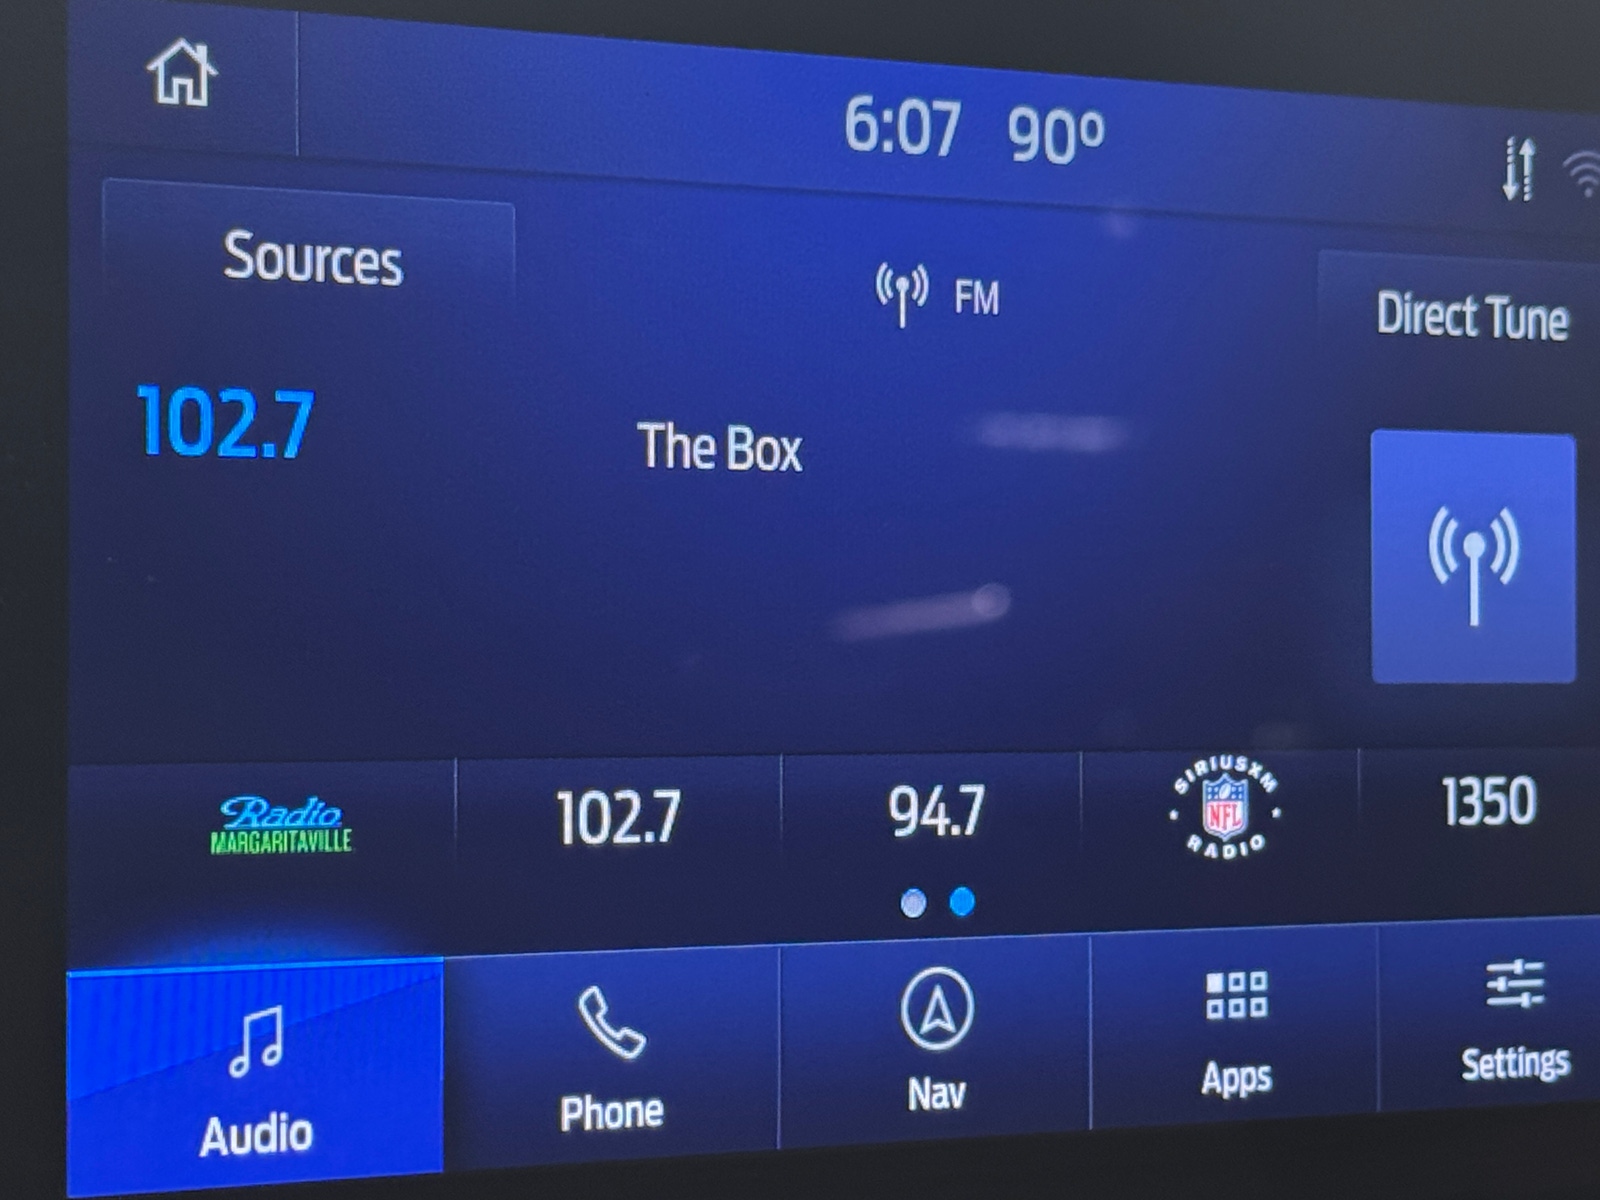 6:07 90°
Sources
FM
Direct Tune
102.7
The Box
Radio
MARGARITAVILLE
102.7
94.7
SIRIUSXM
NFL
RADIO
1350
Audio
Phone
Nav
Apps
Settings